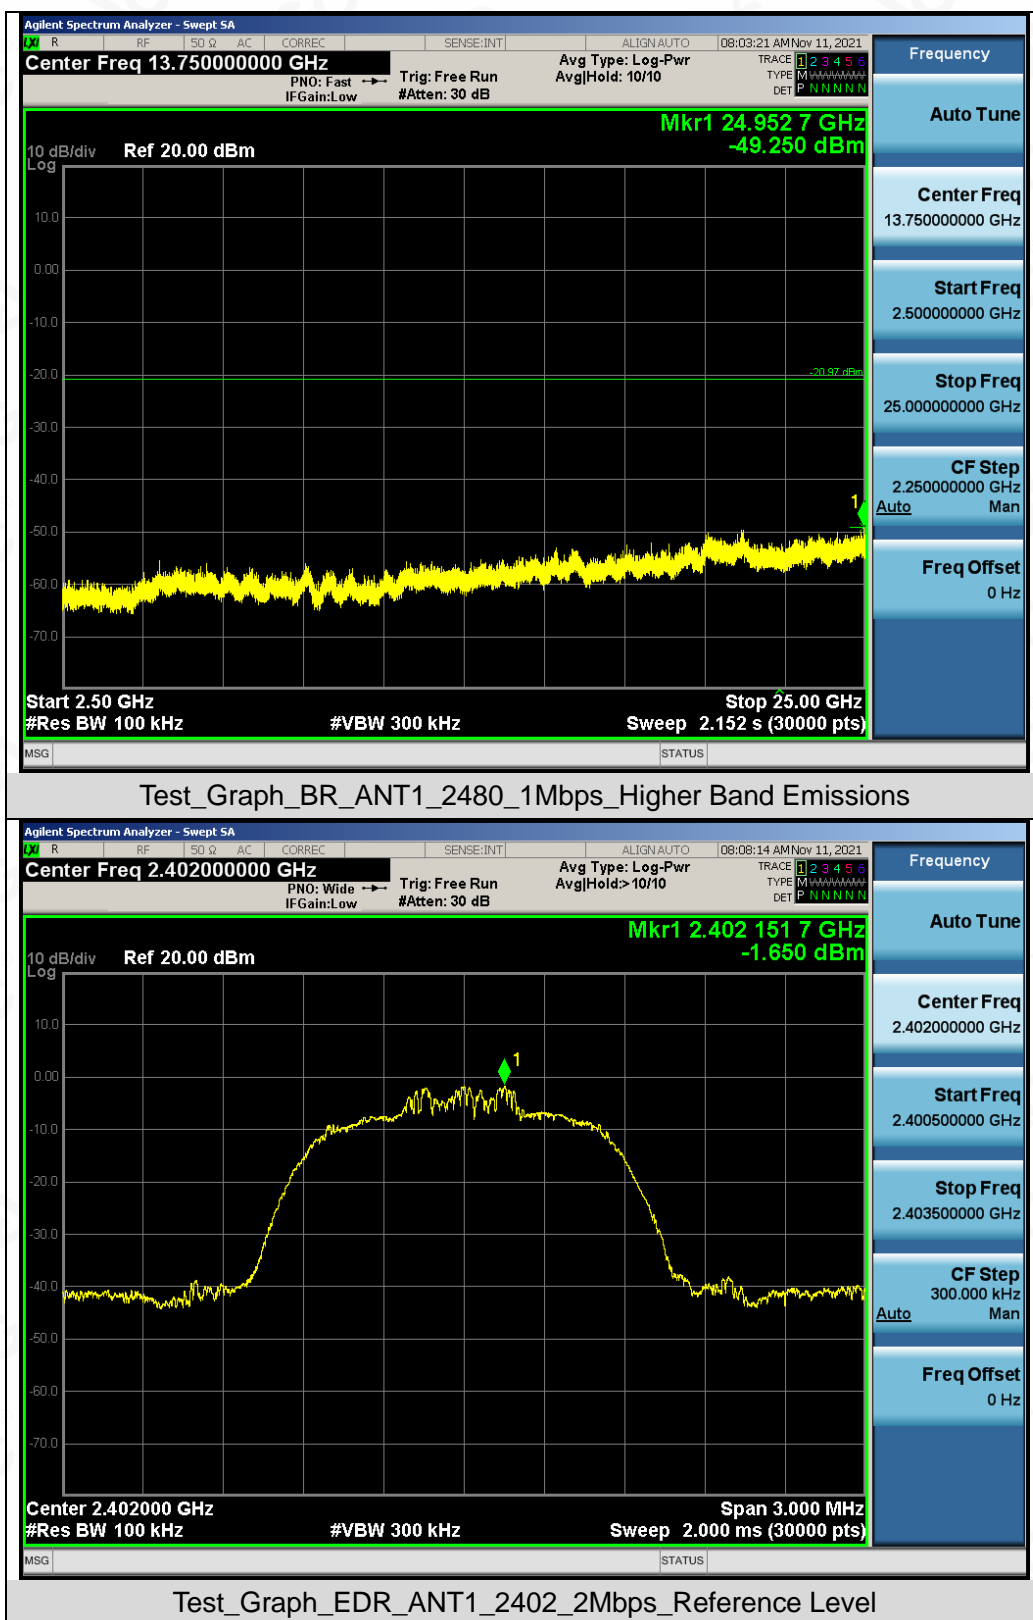 Agilent Spectrum Analyzer - Swept SA
LXI R RF 50 Ω AC CORREC SENSE:INT ALIGN AUTO 08:03:21 AM Nov 11, 2021
Center Freq 13.750000000 GHz Avg Type: Log-Pwr TRACE 1 2 3 4 5 6
PNO: Fast Trig: Free Run Avg|Hold: 10/10 TYPE M
IFGain:Low #Atten: 30 dB DET P N N N N N
Frequency
Auto Tune
Mkr1 24.952 7 GHz
-49.250 dBm
10 dB/div Ref 20.00 dBm
Log
10.0
0.00
-10.0
-20.0
-30.0
-40.0
-50.0
-60.0
-70.0
-20.97 dBm
1
Center Freq
13.750000000 GHz
Start Freq
2.500000000 GHz
Stop Freq
25.000000000 GHz
CF Step
2.250000000 GHz
Auto Man
Freq Offset
0 Hz
Start 2.50 GHz Stop 25.00 GHz
#Res BW 100 kHz #VBW 300 kHz Sweep 2.152 s (30000 pts)
MSG STATUS
Test_Graph_BR_ANT1_2480_1Mbps_Higher Band Emissions
Agilent Spectrum Analyzer - Swept SA
LXI R RF 50 Ω AC CORREC SENSE:INT ALIGN AUTO 08:08:14 AM Nov 11, 2021
Center Freq 2.402000000 GHz Avg Type: Log-Pwr TRACE 1 2 3 4 5 6
PNO: Wide Trig: Free Run Avg|Hold:>10/10 TYPE M
IFGain:Low #Atten: 30 dB DET P N N N N N
Frequency
Auto Tune
Mkr1 2.402 151 7 GHz
-1.650 dBm
10 dB/div Ref 20.00 dBm
Log
10.0
0.00
-10.0
-20.0
-30.0
-40.0
-50.0
-60.0
-70.0
1
Center Freq
2.402000000 GHz
Start Freq
2.400500000 GHz
Stop Freq
2.403500000 GHz
CF Step
300.000 kHz
Auto Man
Freq Offset
0 Hz
Center 2.402000 GHz Span 3.000 MHz
#Res BW 100 kHz #VBW 300 kHz Sweep 2.000 ms (30000 pts)
MSG STATUS
Test_Graph_EDR_ANT1_2402_2Mbps_Reference Level